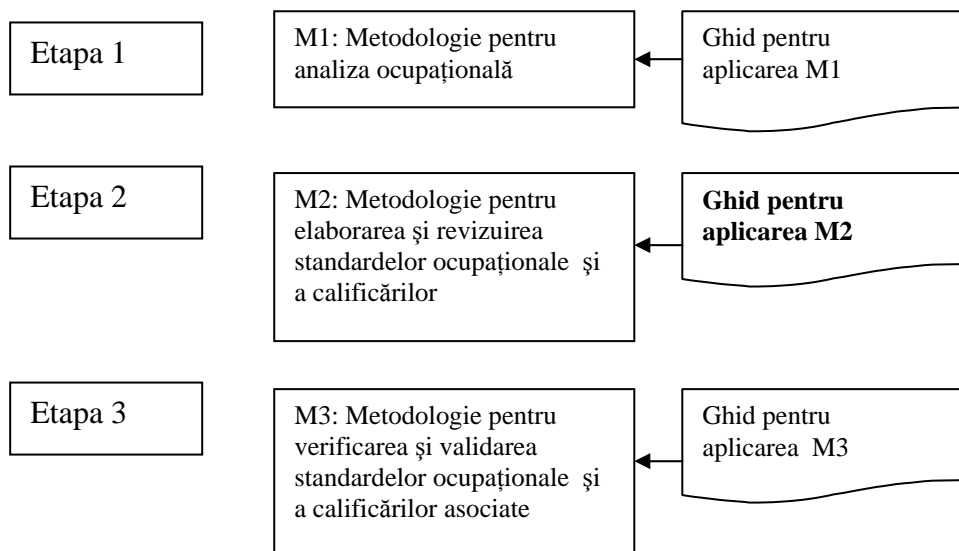 Etapa 1
M1: Metodologie pentru
analiza ocupațională
Ghid pentru
aplicarea M1
Etapa 2
M2: Metodologie pentru
elaborarea şi revizuirea
standardelor ocupaționale şi
a calificărilor
Ghid pentru
aplicarea M2
Etapa 3
M3: Metodologie pentru
verificarea şi validarea
standardelor ocupaționale şi
a calificărilor asociate
Ghid pentru
aplicarea M3